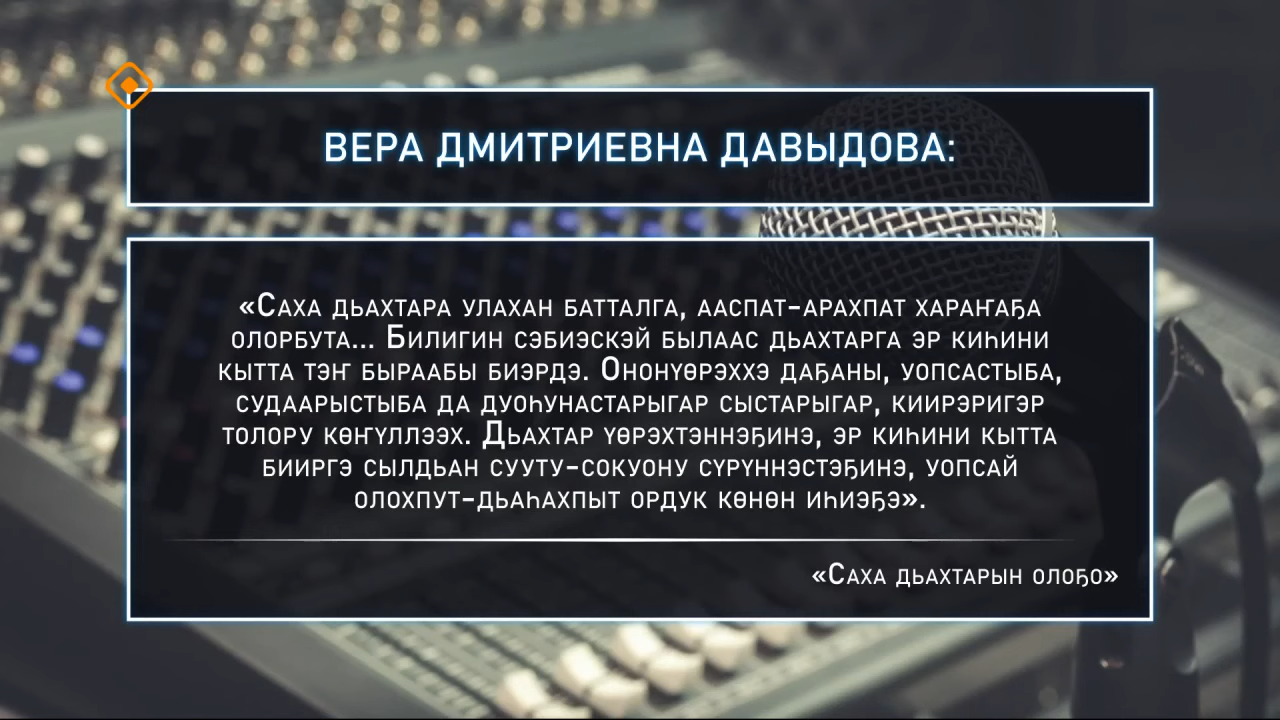 ВЕРА ДМИТРИЕВНА ДАВЫДОВА:
«Саха дьахтара улахан батталга, ааспат-арахпат хараҥаҕа
олорбута... Билигин сэбиэскэй былаас дьахтарга эр киһини
кытта тэҥ быраабы биэрдэ. Ононүөрэххэ даҕаны, уопсастыба,
судаарыстыба да дуоһунастарыгар сыстарыгар, киирэригэр
толору көҥүллээх. Дьахтар үөрэхтэннэҕинэ, эр киһини кытта
бииргэ сылдьан сууту-сокуону сүрүннэстэҕинэ, уопсай
олохпут-дьаһахпыт ордук көнөн иһиэҕэ».
«Саха дьахтарын олоҕо»